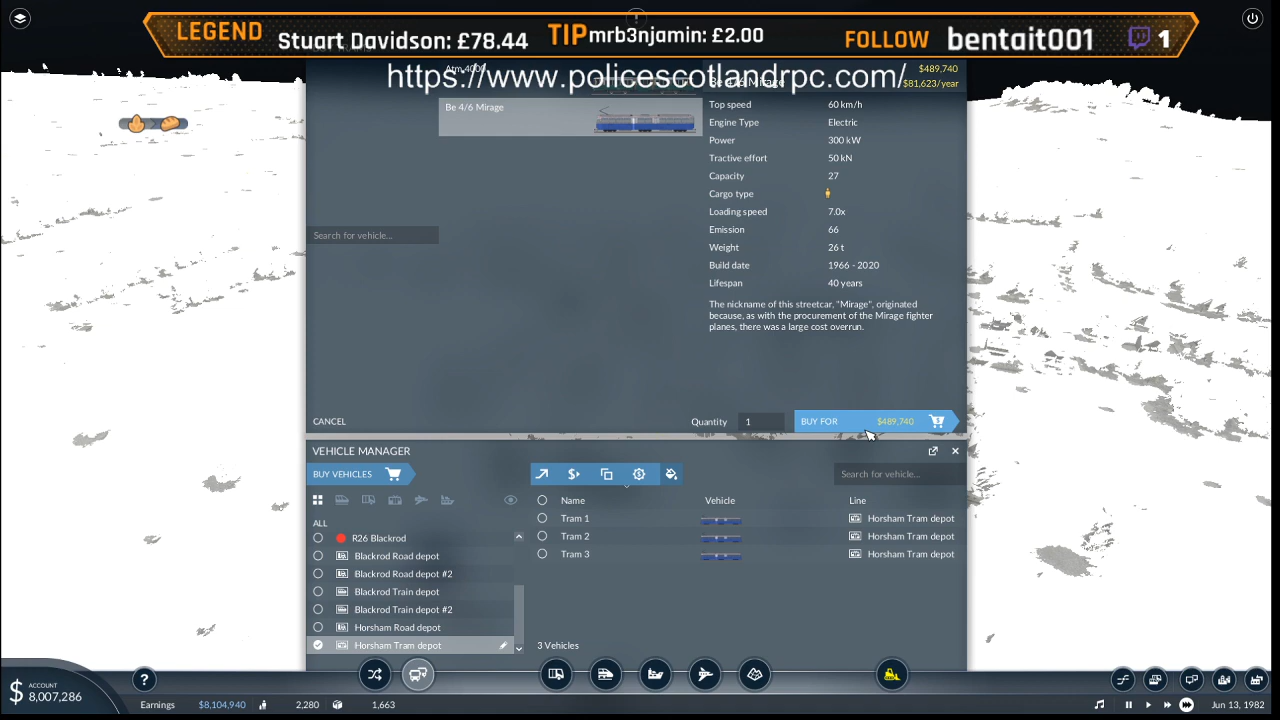 LEGEND Stuart Davidson: £78.44 TIP mrb3njamin: £2.00 FOLLOW bentait001 1
https://www.policescotlandrpc.com/
$489,740
$81,623/year
Be 4/6 Mirage
Top speed 60 km/h
Engine Type Electric
Power 300 kW
Tractive effort 50 kN
Capacity 27
Cargo type
Loading speed 7.0x
Search for vehicle...
Emission 66
Weight 26 t
Build date 1966 - 2020
Lifespan 40 years
The nickname of this streetcar, "Mirage", originated
because, as with the procurement of the Mirage fighter
planes, there was a large cost overrun.
CANCEL Quantity 1 BUY FOR $489,740
VEHICLE MANAGER
BUY VEHICLES Search for vehicle...
Name Vehicle Line
ALL
Tram 1 Horsham Tram depot
R26 Blackrod Tram 2 Horsham Tram depot
Blackrod Road depot Tram 3 Horsham Tram depot
Blackrod Road depot #2
Blackrod Train depot
Blackrod Train depot #2
Horsham Road depot
Horsham Tram depot 3 Vehicles
$ ACCOUNT
8,007,286
?
Earnings $8,104,940 2,280 1,663 Jun 13, 1982